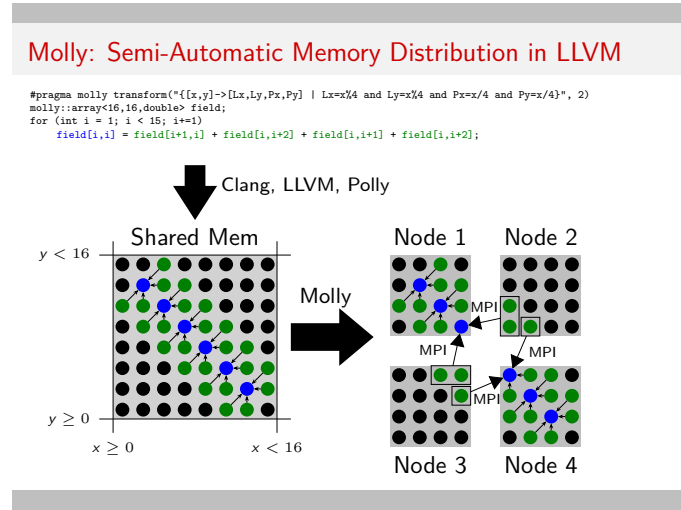 Molly: Semi-Automatic Memory Distribution in LLVM
#pragma molly transform("{[x,y]->[Lx,Ly,Px,Py] | Lx=x%4 and Ly=x%4 and Px=x/4 and Py=x/4}", 2)
molly::array<16,16,double> field;
for (int i = 1; i < 15; i+=1)
field[i,i] = field[i+1,i] + field[i,i+2] + field[i,i+1] + field[i,i+2];
Clang, LLVM, Polly
Shared Mem
y < 16
y ≥ 0
x ≥ 0
x < 16
Molly
Node 1
Node 2
MPI
MPI
MPI
MPI
Node 3
Node 4